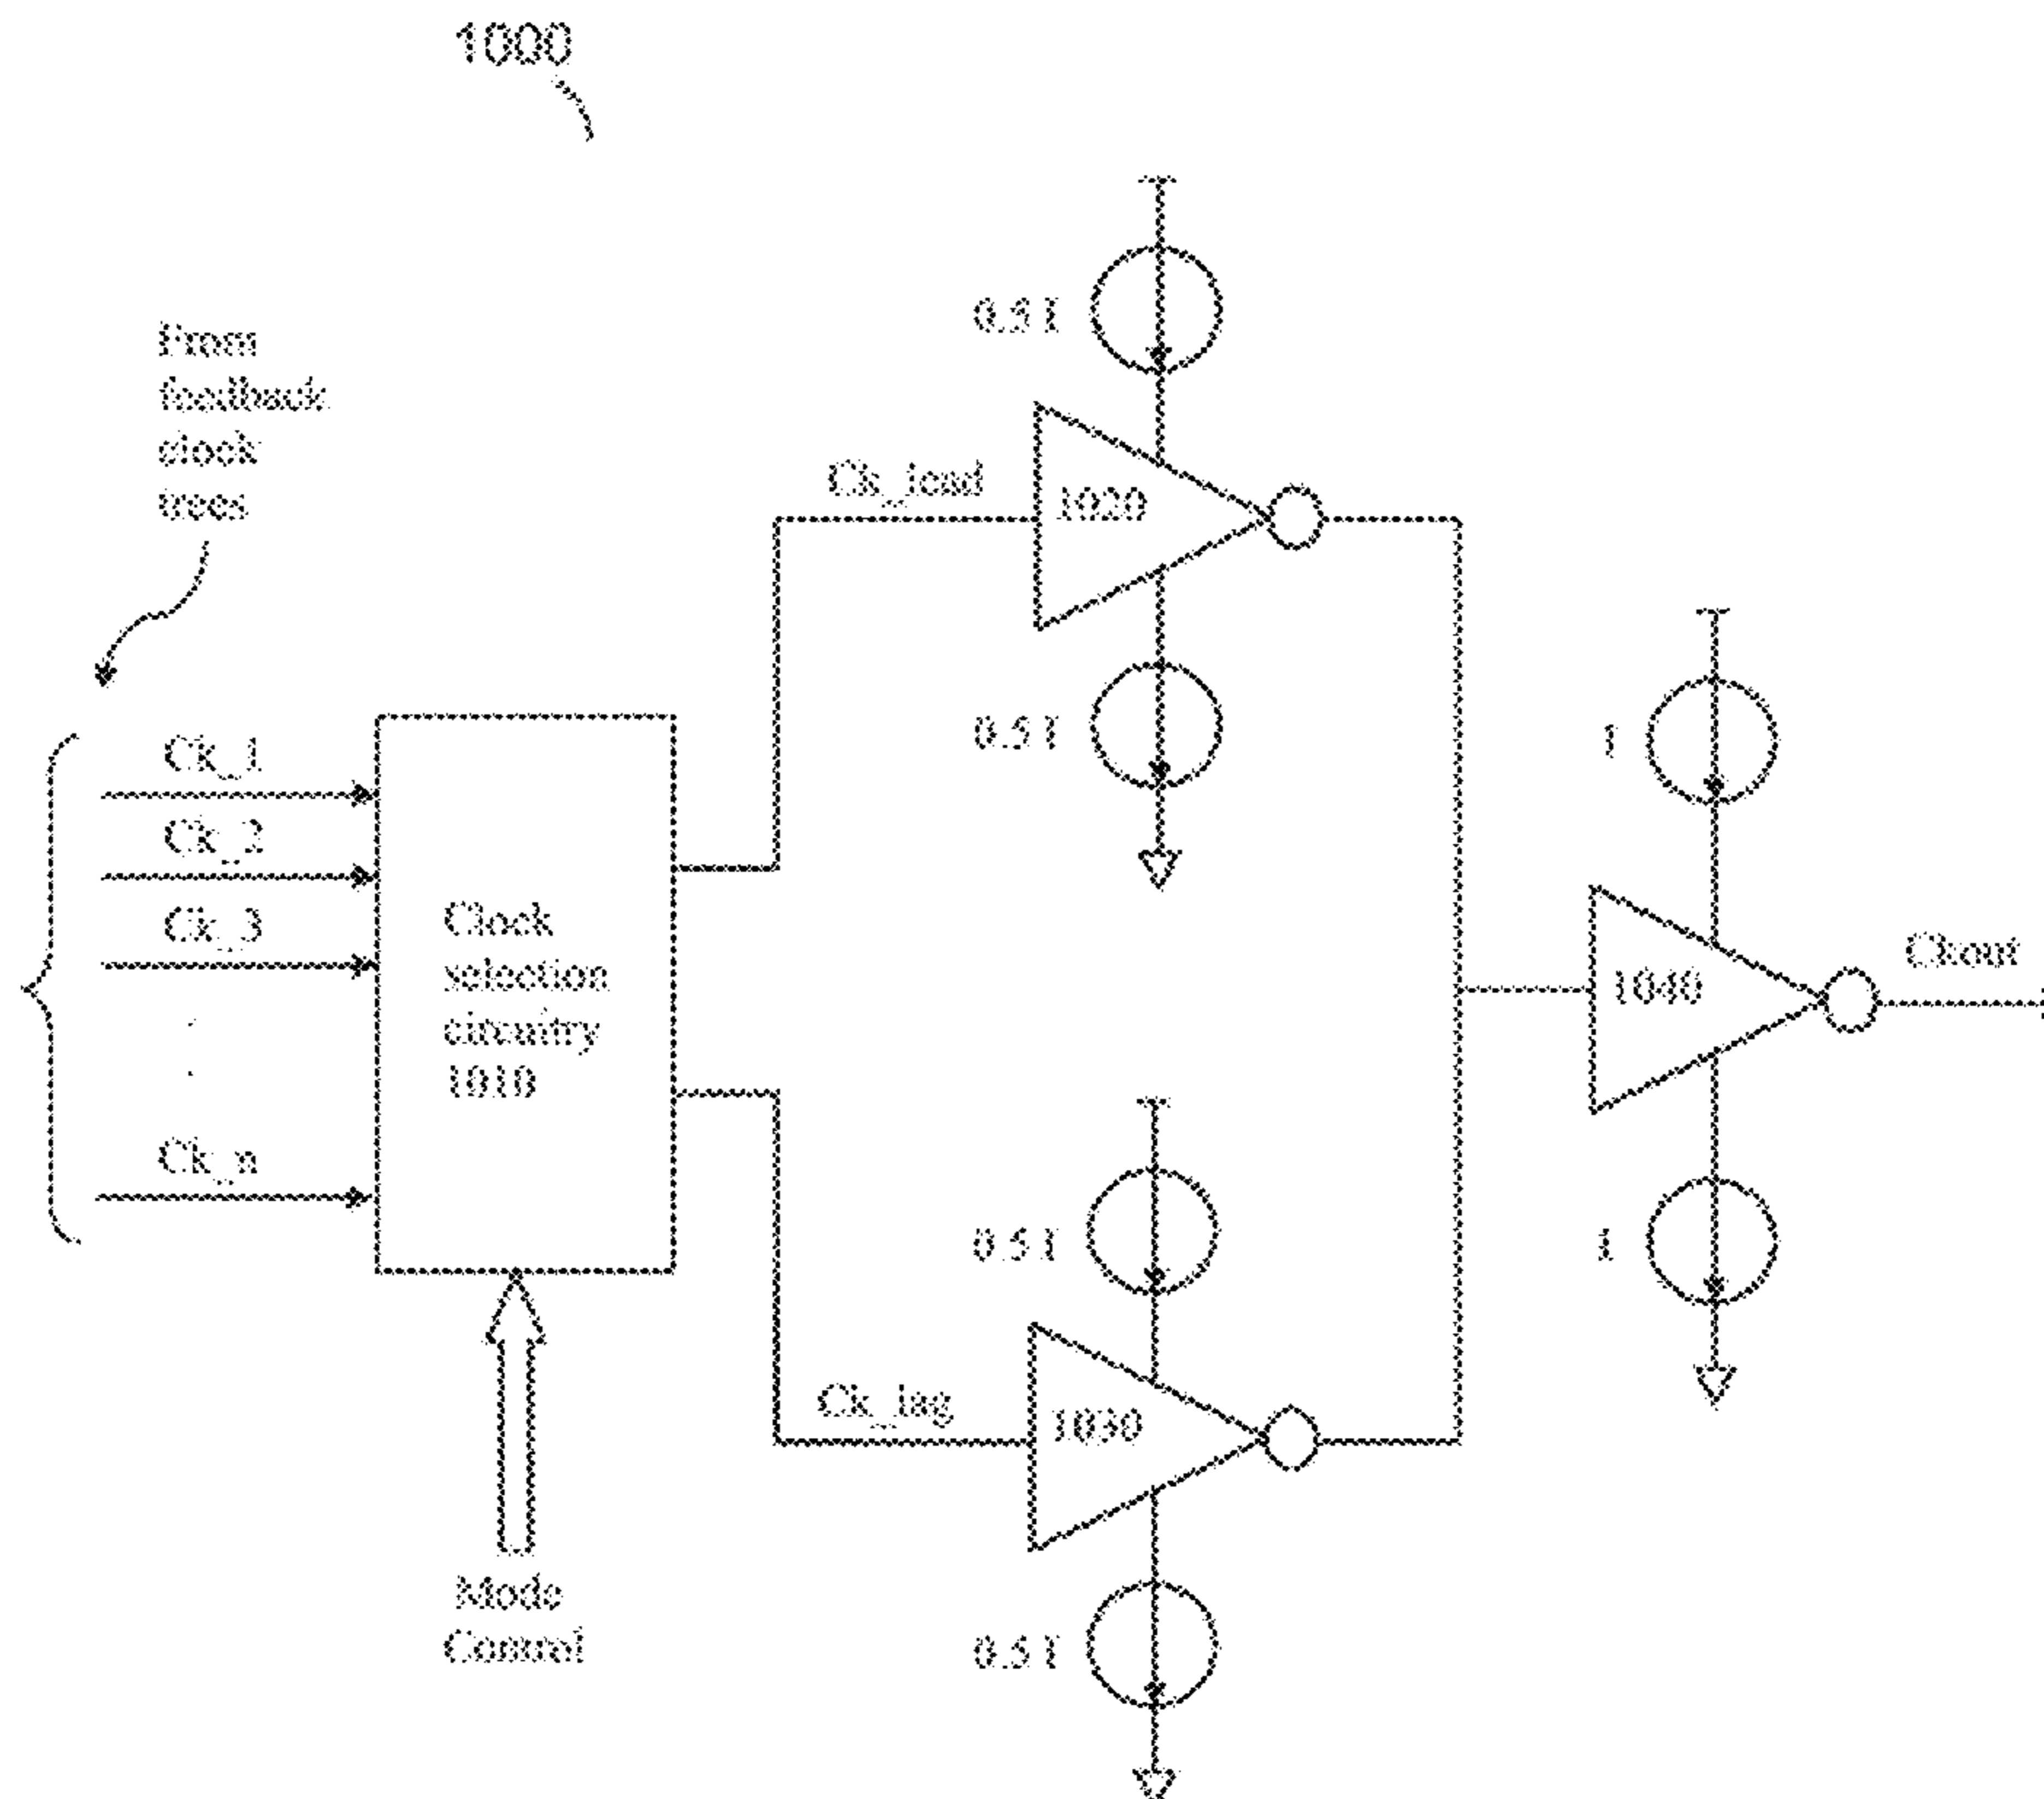 1000
From
feedback
clock
trees
0.5 I
Ck_lead
1020
0.5 I
Ck_1
Ck_2
Ck_3
.
.
Ck_n
Clock
selection
circuitry
1010
I
1040
Ckout
I
0.5 I
Ck_lag
1030
0.5 I
Mode
Control